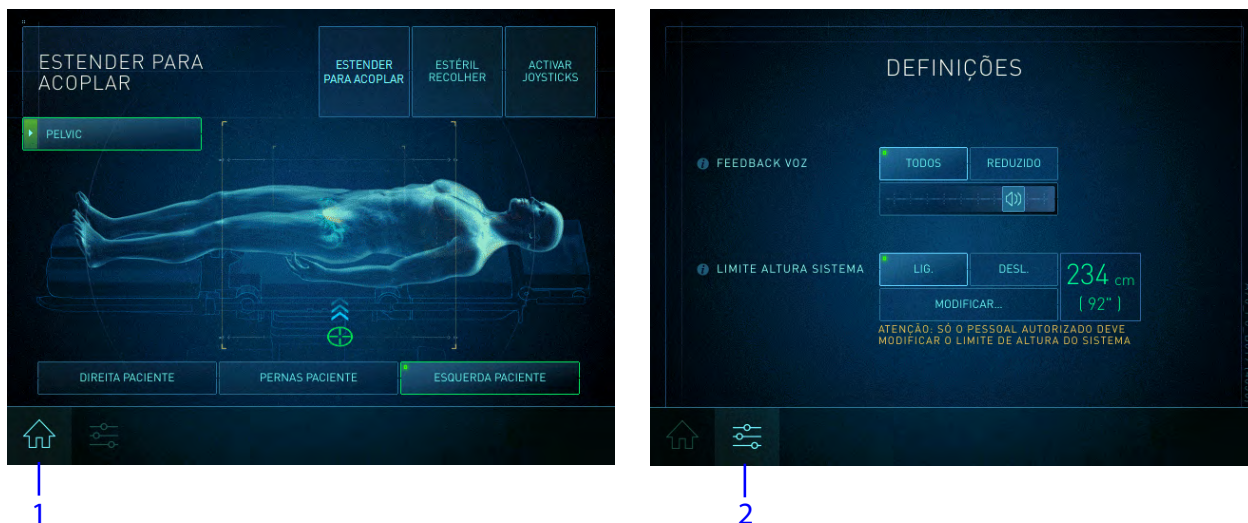 ESTENDER PARA
ACOPLAR
ESTENDER
PARA ACOPLAR
ESTÉRIL
RECOLHER
ACTIVAR
JOYSTICKS
PELVIC
DIREITA PACIENTE
PERNAS PACIENTE
ESQUERDA PACIENTE
1
DEFINIÇÕES
FEEDBACK VOZ
TODOS
REDUZIDO
LIMITE ALTURA SISTEMA
LIG.
DESL.
234 cm
( 92" )
MODIFICAR...
ATENÇÃO: SÓ O PESSOAL AUTORIZADO DEVE
MODIFICAR O LIMITE DE ALTURA DO SISTEMA
2